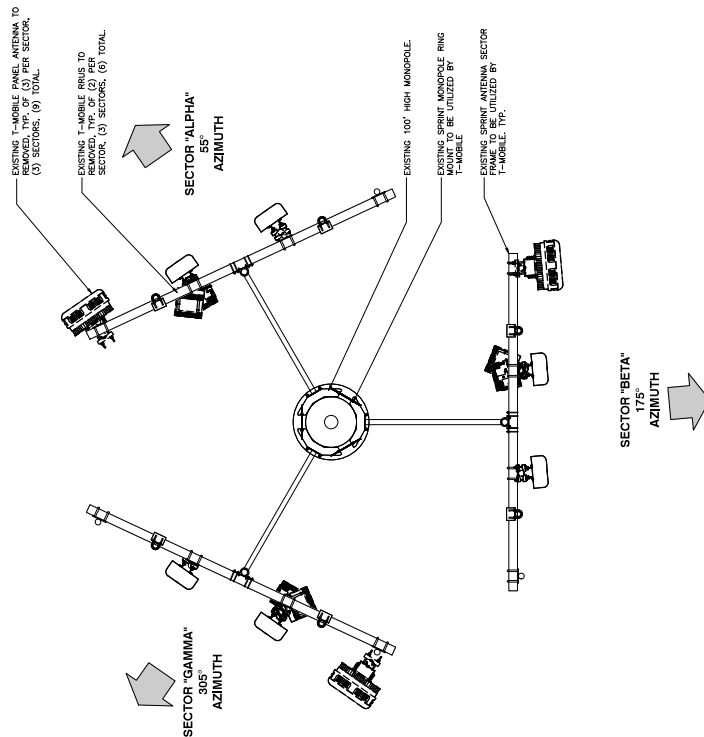 EXISTING T-MOBILE PANEL ANTENNA TO
REMOVED, TYP. OF (3) PER SECTOR,
(3) SECTORS, (9) TOTAL.
EXISTING T-MOBILE RRUS TO
REMOVED, TYP. OF (2) PER
SECTOR, (3) SECTORS, (6) TOTAL.
SECTOR "ALPHA"
55°
AZIMUTH
EXISTING 100' HIGH MONOPOLE.
EXISTING SPRINT MONOPOLE RING
MOUNT TO BE UTILIZED BY
T-MOBILE
EXISTING SPRINT ANTENNA SECTOR
FRAME TO BE UTILIZED BY
T-MOBILE. TYP.
SECTOR "BETA"
175°
AZIMUTH
SECTOR "GAMMA"
305°
AZIMUTH